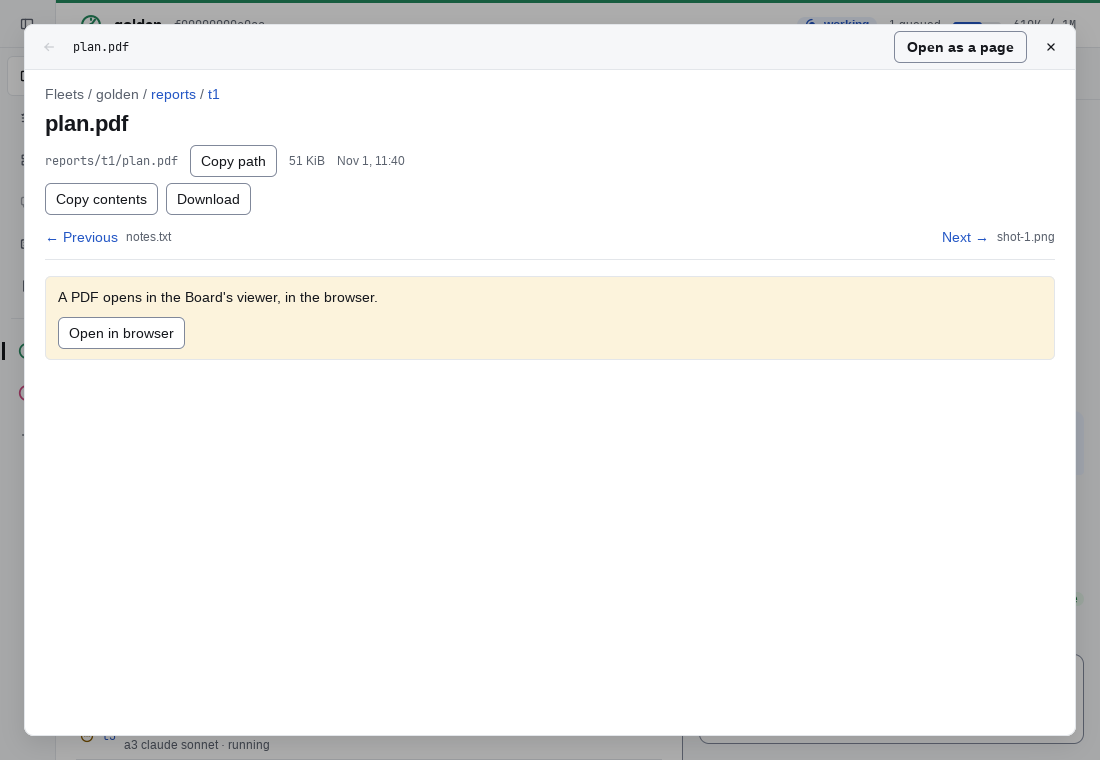 plan.pdf Open as a page
Fleets / golden / reports / t1
plan.pdf
reports/t1/plan.pdf Copy path 51 KiB Nov 1, 11:40
Copy contents Download
← Previous notes.txt Next → shot-1.png
A PDF opens in the Board's viewer, in the browser.
Open in browser
a3 claude sonnet · running